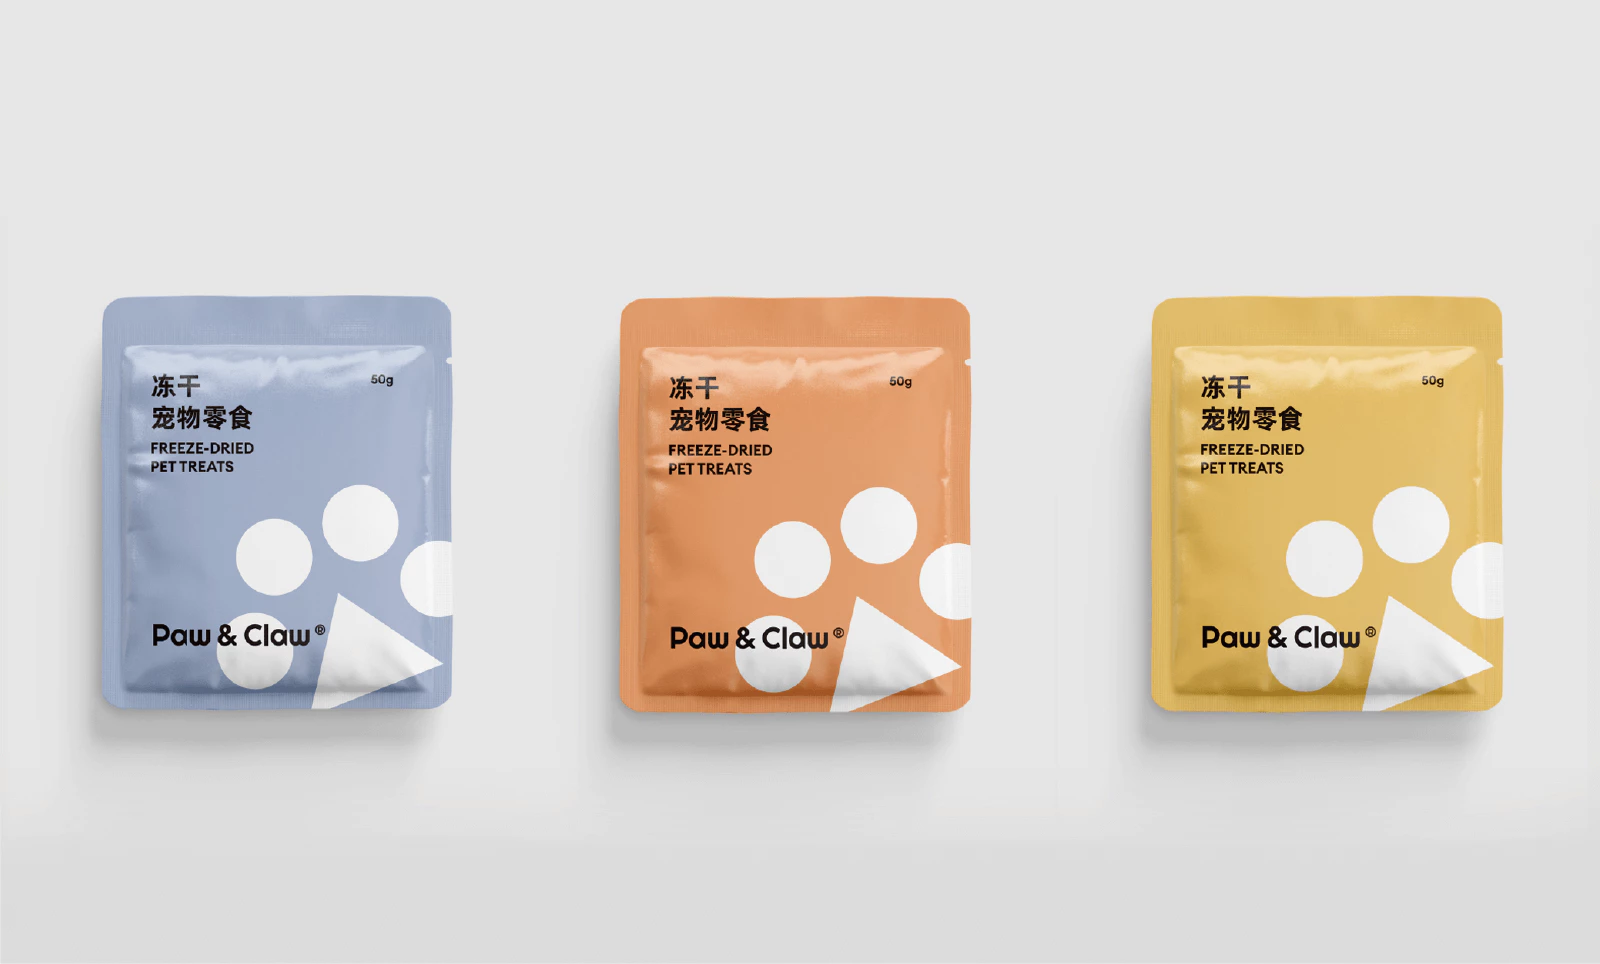 冻干
宠物零食
FREEZE-DRIED
PET TREATS
50g
Paw & Claw®
冻干
宠物零食
FREEZE-DRIED
PET TREATS
50g
Paw & Claw®
冻干
宠物零食
FREEZE-DRIED
PET TREATS
50g
Paw & Claw®